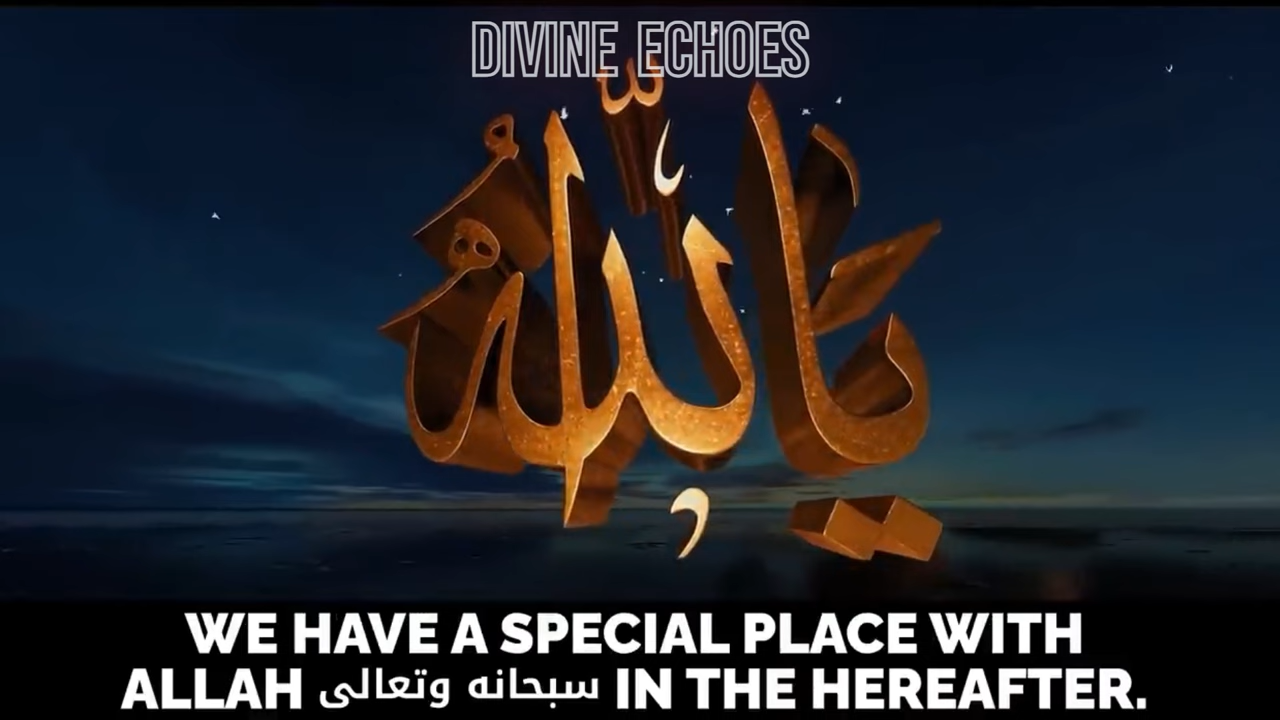 DIVINE ECHOES
يا الله
WE HAVE A SPECIAL PLACE WITH
ALLAH سبحانه وتعالى IN THE HEREAFTER.